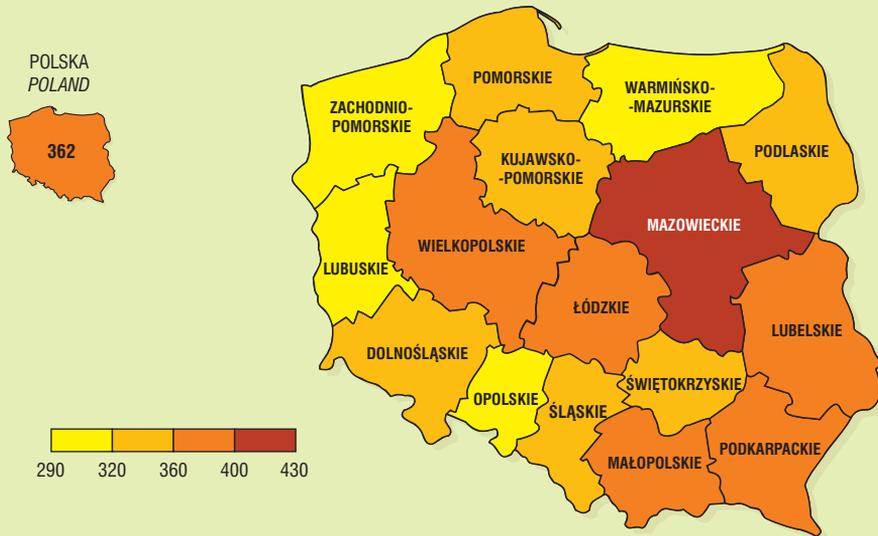 POLSKA
POLAND
362
ZACHODNIO-
POMORSKIE
POMORSKIE
WARMIŃSKO-
-MAZURSKIE
PODLASKIE
KUJAWSKO-
-POMORSKIE
MAZOWIECKIE
WIELKOPOLSKIE
LUBUSKIE
ŁÓDZKIE
LUBELSKIE
DOLNOŚLĄSKIE
OPOLSKIE
ŚLĄSKIE
ŚWIĘTOKRZYSKIE
MAŁOPOLSKIE
PODKARPACKIE
290 320 360 400 430